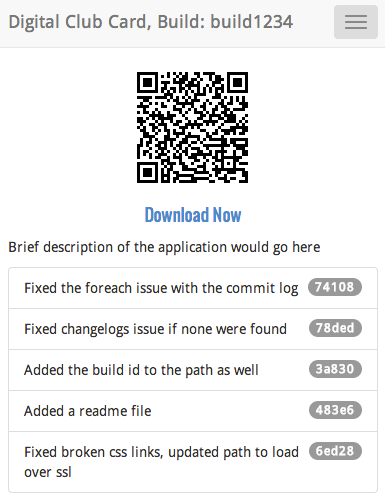 Digital Club Card, Build: build1234
Download Now
Brief description of the application would go here
Fixed the foreach issue with the commit log 74108
Fixed changelogs issue if none were found 78ded
Added the build id to the path as well 3a830
Added a readme file 483e6
Fixed broken css links, updated path to load 6ed28
over ssl